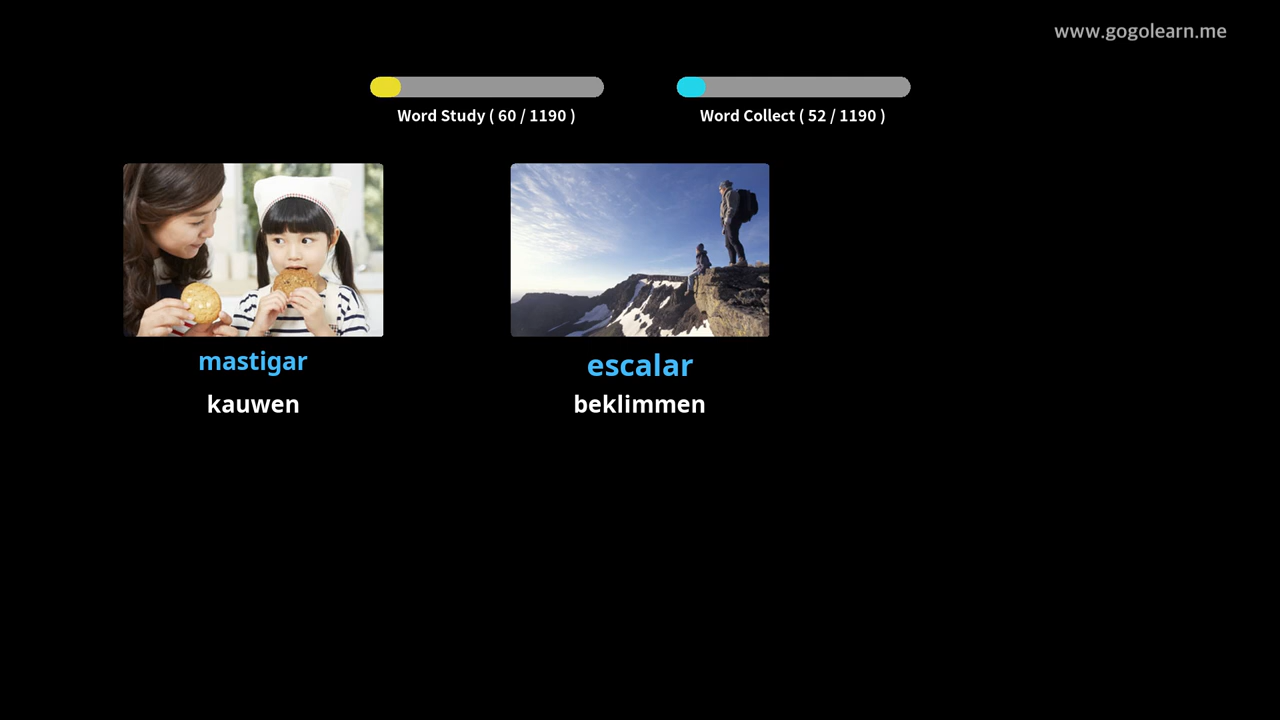 www.gogolearn.me
Word Study ( 60 / 1190 )
Word Collect ( 52 / 1190 )
mastigar
kauwen
escalar
beklimmen